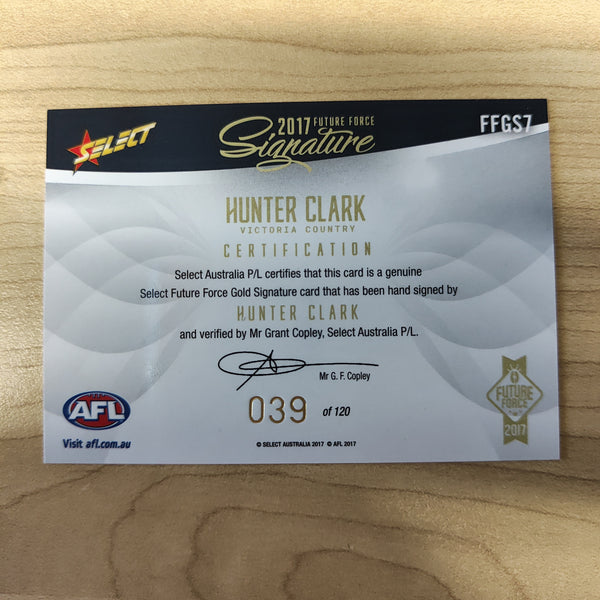 SELECT
2017 FUTURE FORCE
Signature
FFGS7
HUNTER CLARK
VICTORIA COUNTRY
CERTIFICATION
Select Australia P/L certifies that this card is a genuine
Select Future Force Gold Signature card that has been hand signed by
HUNTER CLARK
and verified by Mr Grant Copley, Select Australia P/L.
Mr G. F. Copley
039 of 120
AFL
Visit afl.com.au
© SELECT AUSTRALIA 2017 © AFL 2017
FUTURE
FORCE
2017